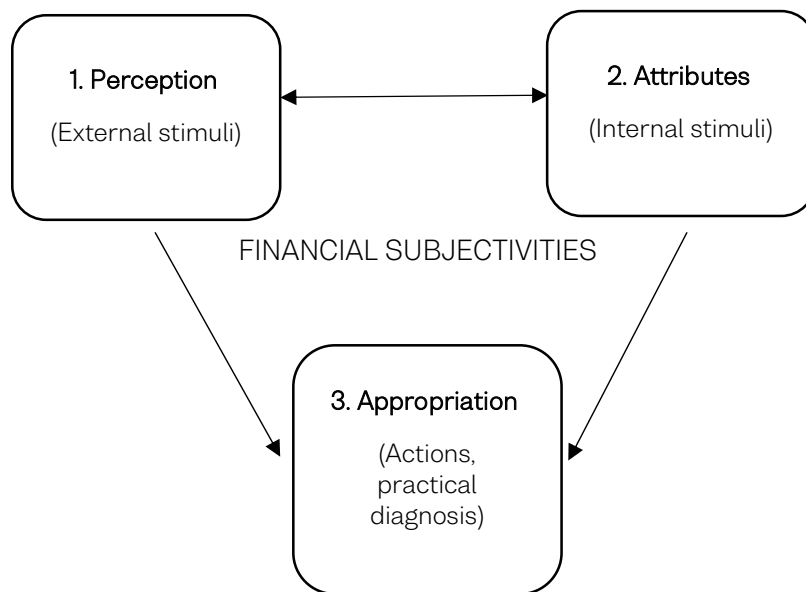 1. Perception
(External stimuli)
2. Attributes
(Internal stimuli)
FINANCIAL SUBJECTIVITIES
3. Appropriation
(Actions,
practical
diagnosis)